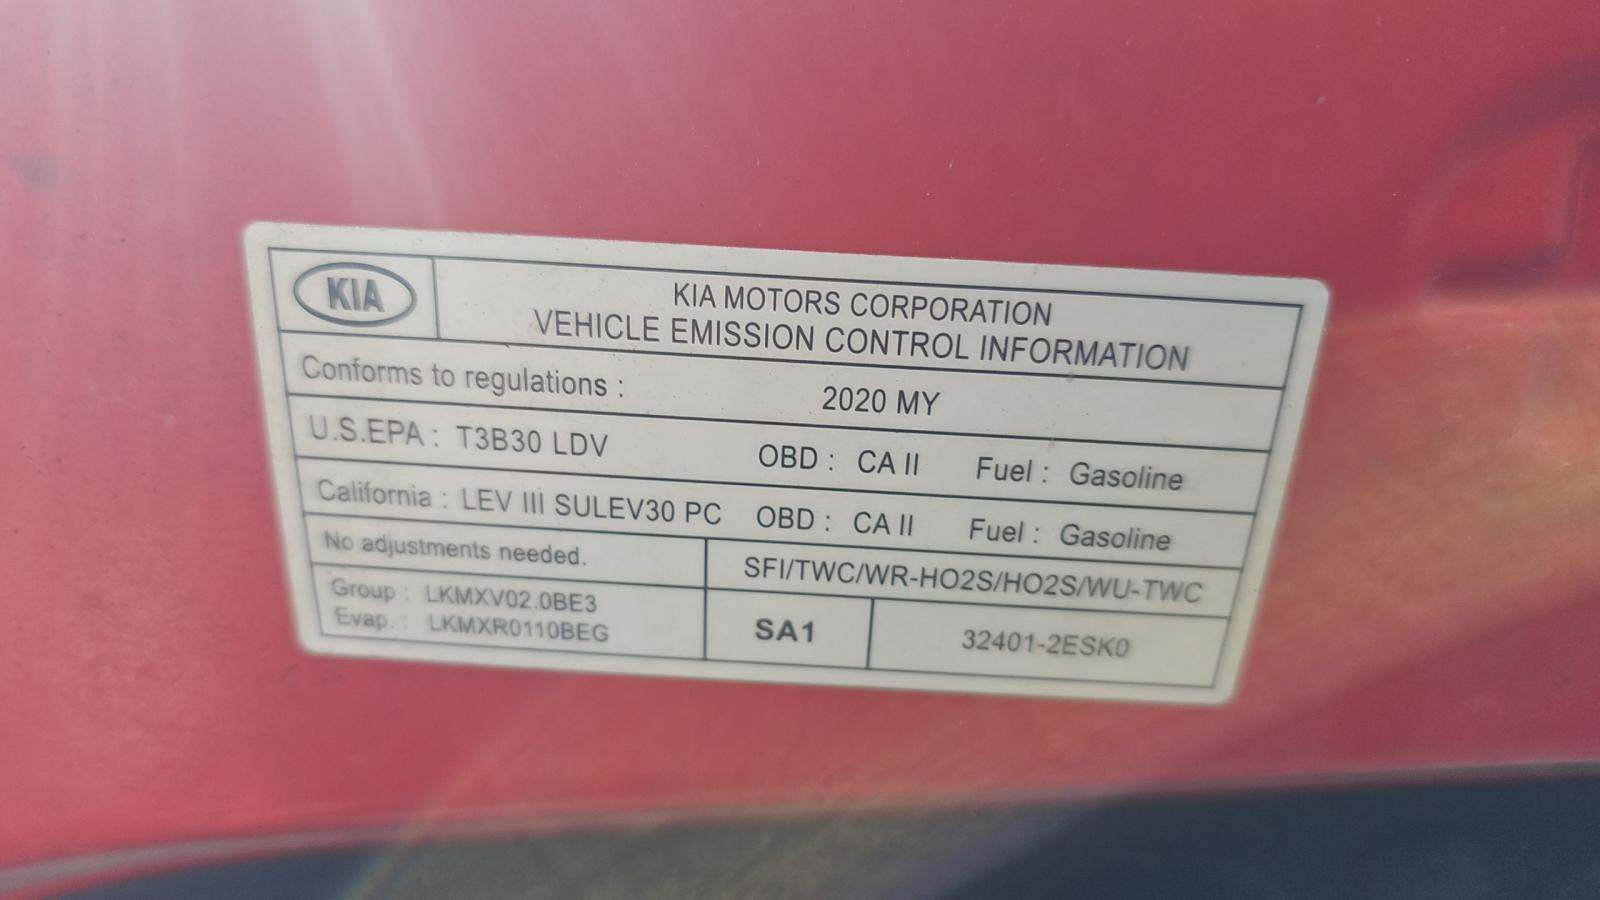 KIA
KIA MOTORS CORPORATION
VEHICLE EMISSION CONTROL INFORMATION
Conforms to regulations : 2020 MY
U.S.EPA : T3B30 LDV OBD : CA II Fuel : Gasoline
California : LEV III SULEV30 PC OBD : CA II Fuel : Gasoline
No adjustments needed.
SFI/TWC/WR-HO2S/HO2S/WU-TWC
Group : LKMXV02.0BE3
Evap. : LKMXR0110BEG
SA1
32401-2ESK0